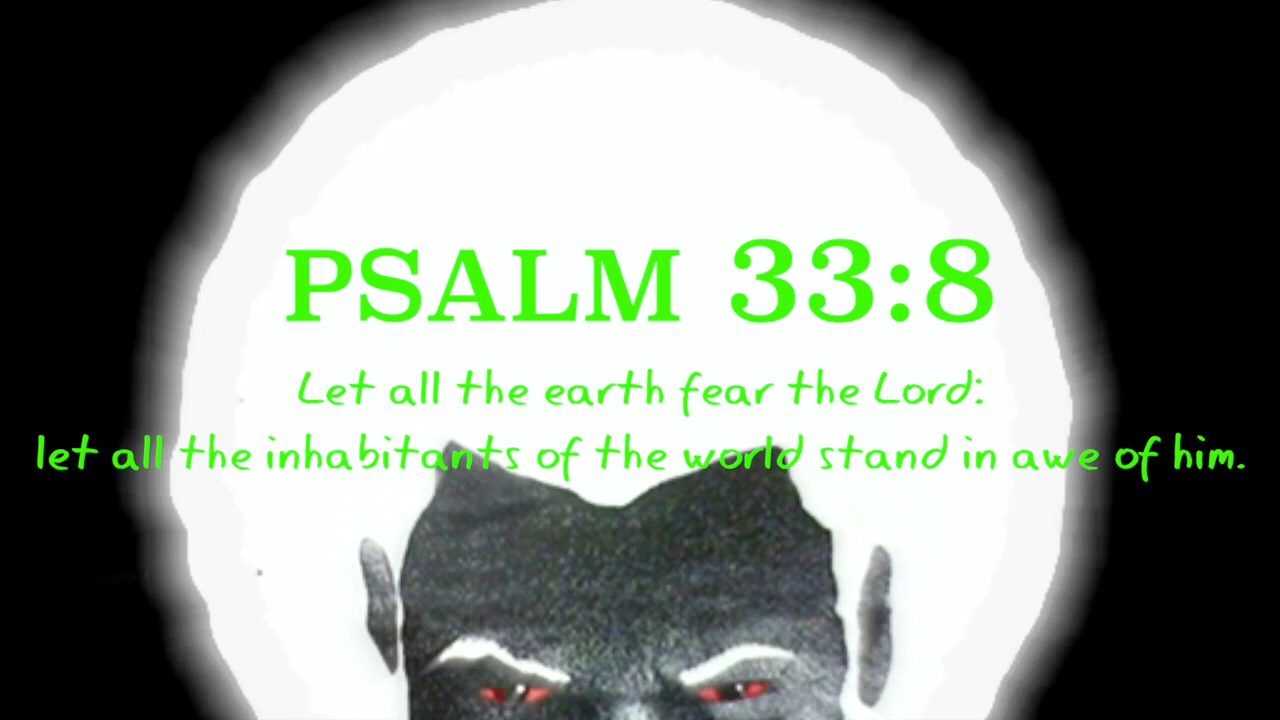 PSALM 33:8
Let all the earth fear the Lord:
let all the inhabitants of the world stand in awe of him.